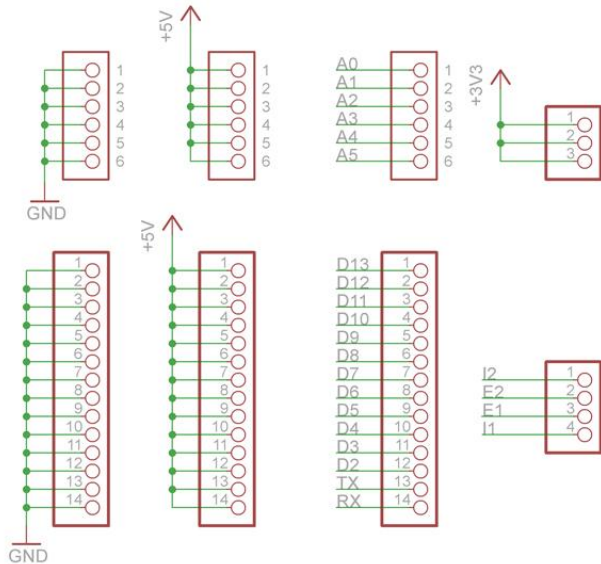 +5V
+3V3
1
2
3
4
5
6
1
2
3
4
5
6
A0
A1
A2
A3
A4
A5
1
2
3
4
5
6
1
2
3
GND
+5V
1
2
3
4
5
6
7
8
9
10
11
12
13
14
1
2
3
4
5
6
7
8
9
10
11
12
13
14
D13 1
D12 2
D11 3
D10 4
D9 5
D8 6
D7 7
D6 8
D5 9
D4 10
D3 11
D2 12
TX 13
RX 14
I2 1
E2 2
E1 3
I1 4
GND